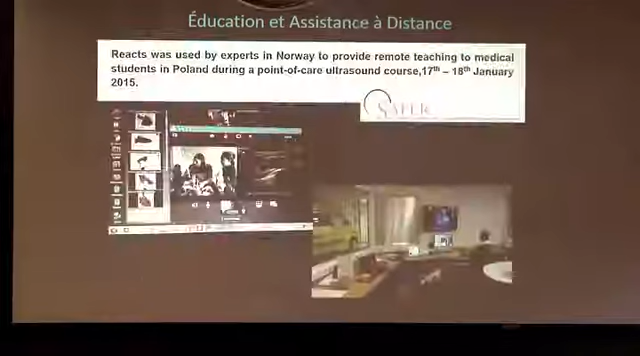 Éducation et Assistance à Distance
Reacts was used by experts in Norway to provide remote teaching to medical
students in Poland during a point-of-care ultrasound course,17th – 18th January
2015.
SAFER